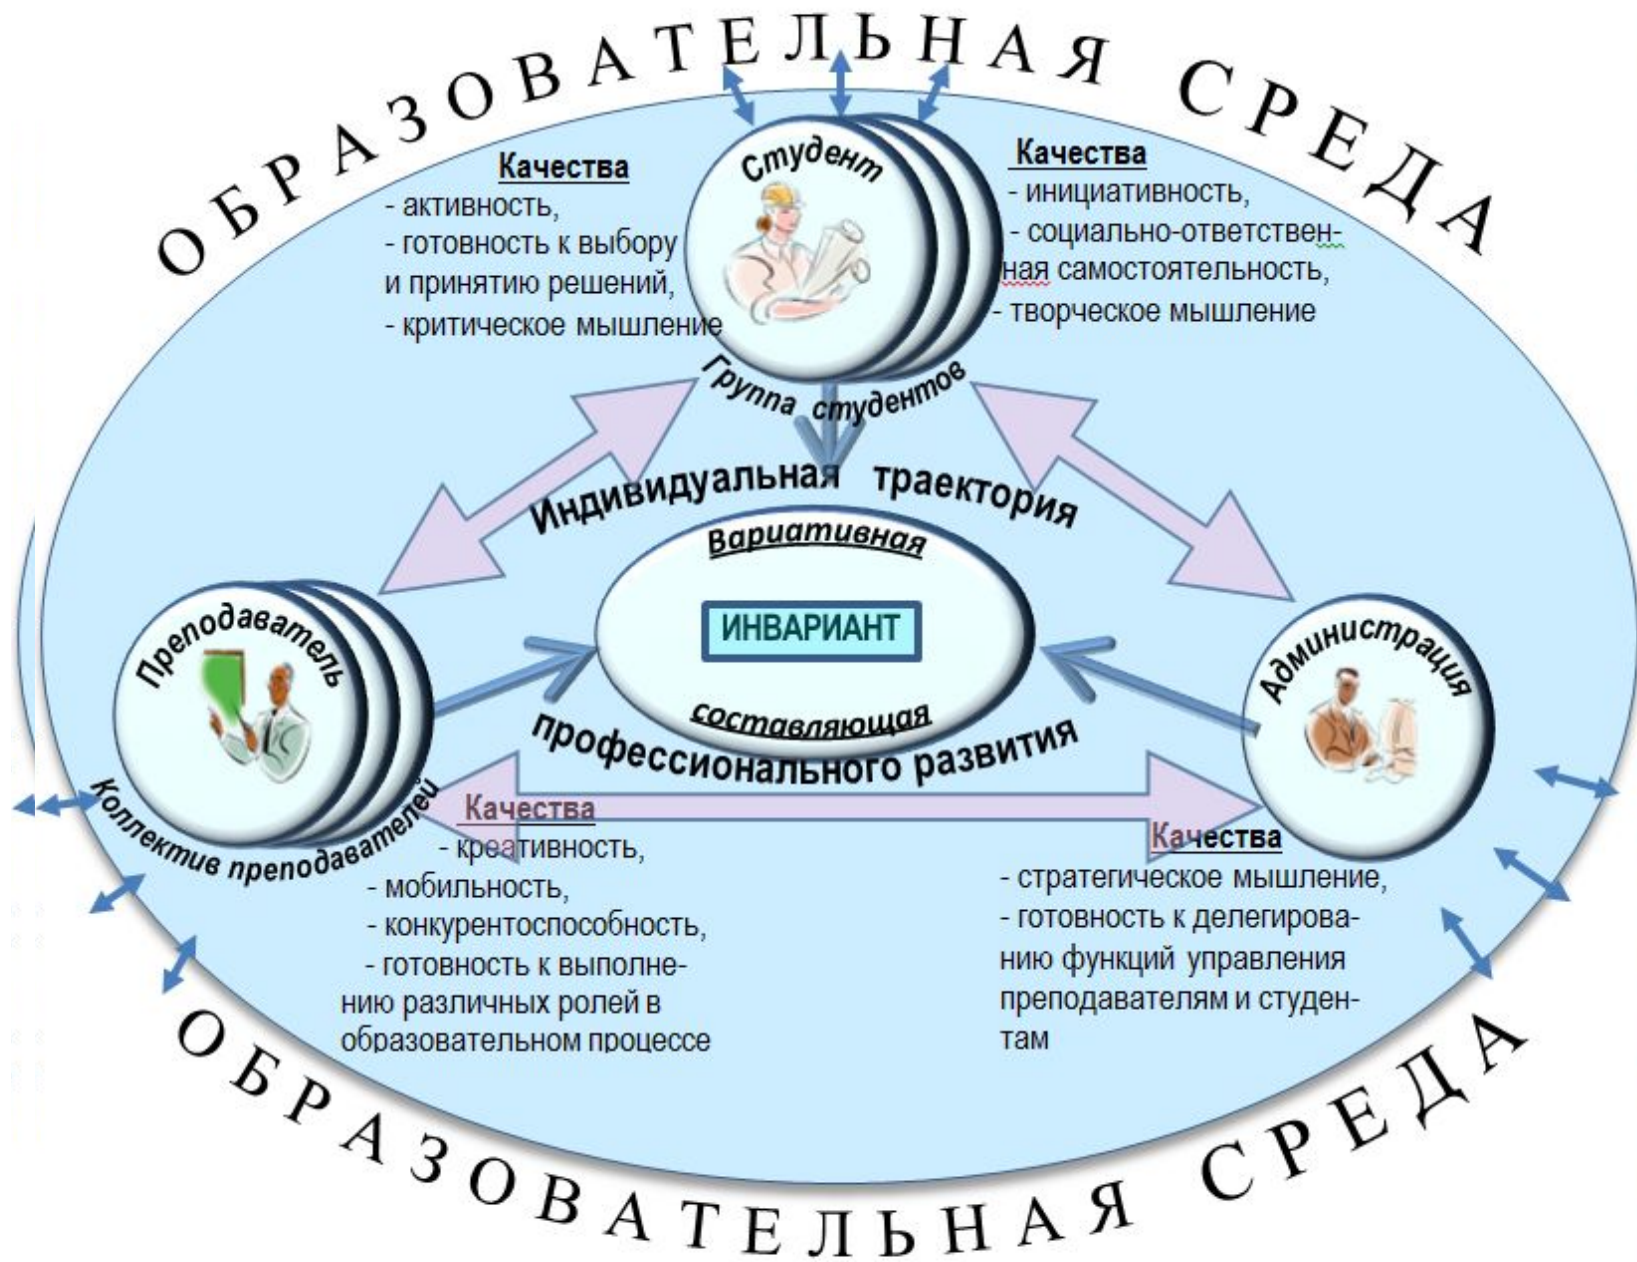 ОБРАЗОВАТЕЛЬНАЯ СРЕДА
Качества
- активность,
- готовность к выбору
и принятию решений,
- критическое мышление
Студент
Группа студентов
Качества
- инициативность,
- социально-ответствен-
ная самостоятельность,
- творческое мышление
Индивидуальная траектория
Вариативная
ИНВАРИАНТ
составляющая
профессионального развития
Преподаватель
Коллектив преподавателей
Администрация
Качества
- креативность,
- мобильность,
- конкурентоспособность,
- готовность к выполне-
нию различных ролей в
образовательном процессе
Качества
- стратегическое мышление,
- готовность к делегирова-
нию функций управления
преподавателям и студен-
там
ОБРАЗОВАТЕЛЬНАЯ СРЕДА